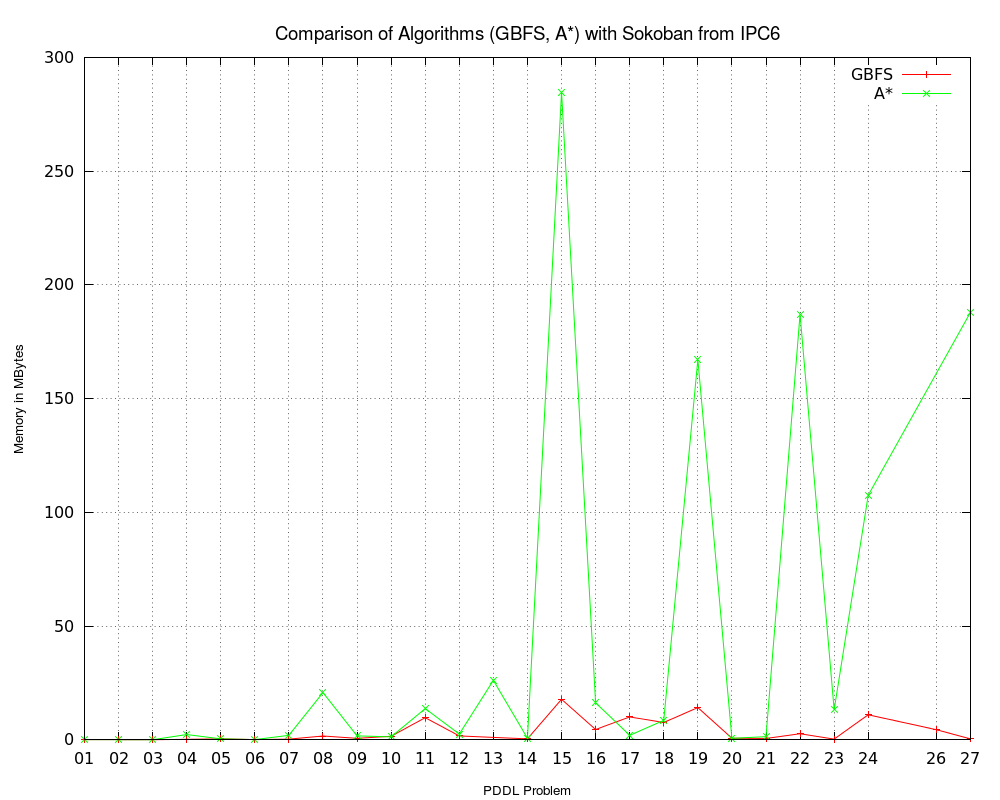 Comparison of Algorithms (GBFS, A*) with Sokoban from IPC6
300
250
200
150
100
50
0
Memory in MBytes
GBFS
A*
01 02 03 04 05 06 07 08 09 10 11 12 13 14 15 16 17 18 19 20 21 22 23 24 26 27
PDDL Problem